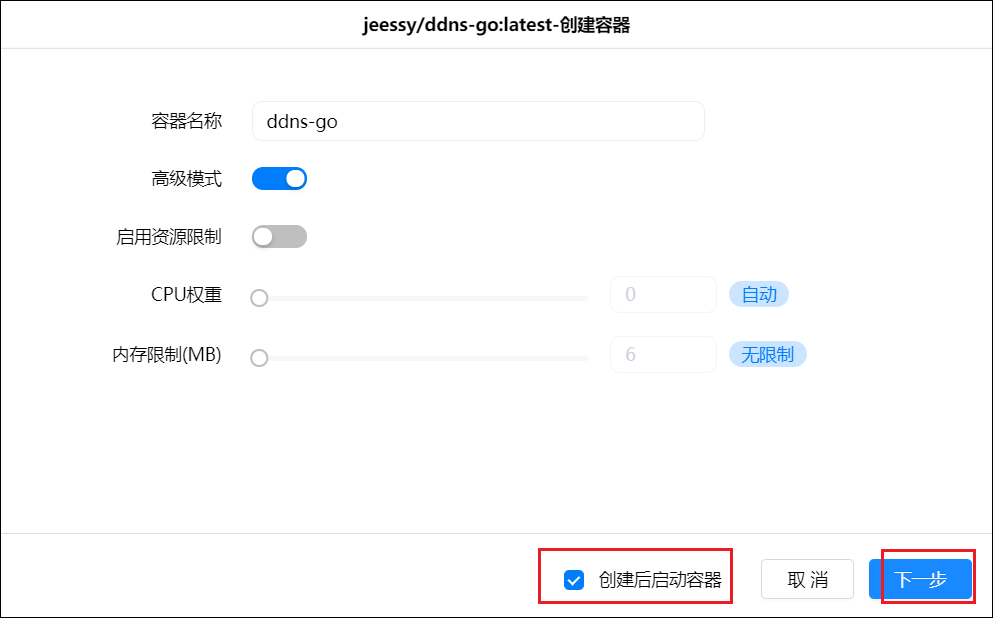 jeessy/ddns-go:latest-创建容器
容器名称 ddns-go
高级模式
启用资源限制
CPU权重 0 自动
内存限制(MB) 6 无限制
创建后启动容器 取 消 下一步